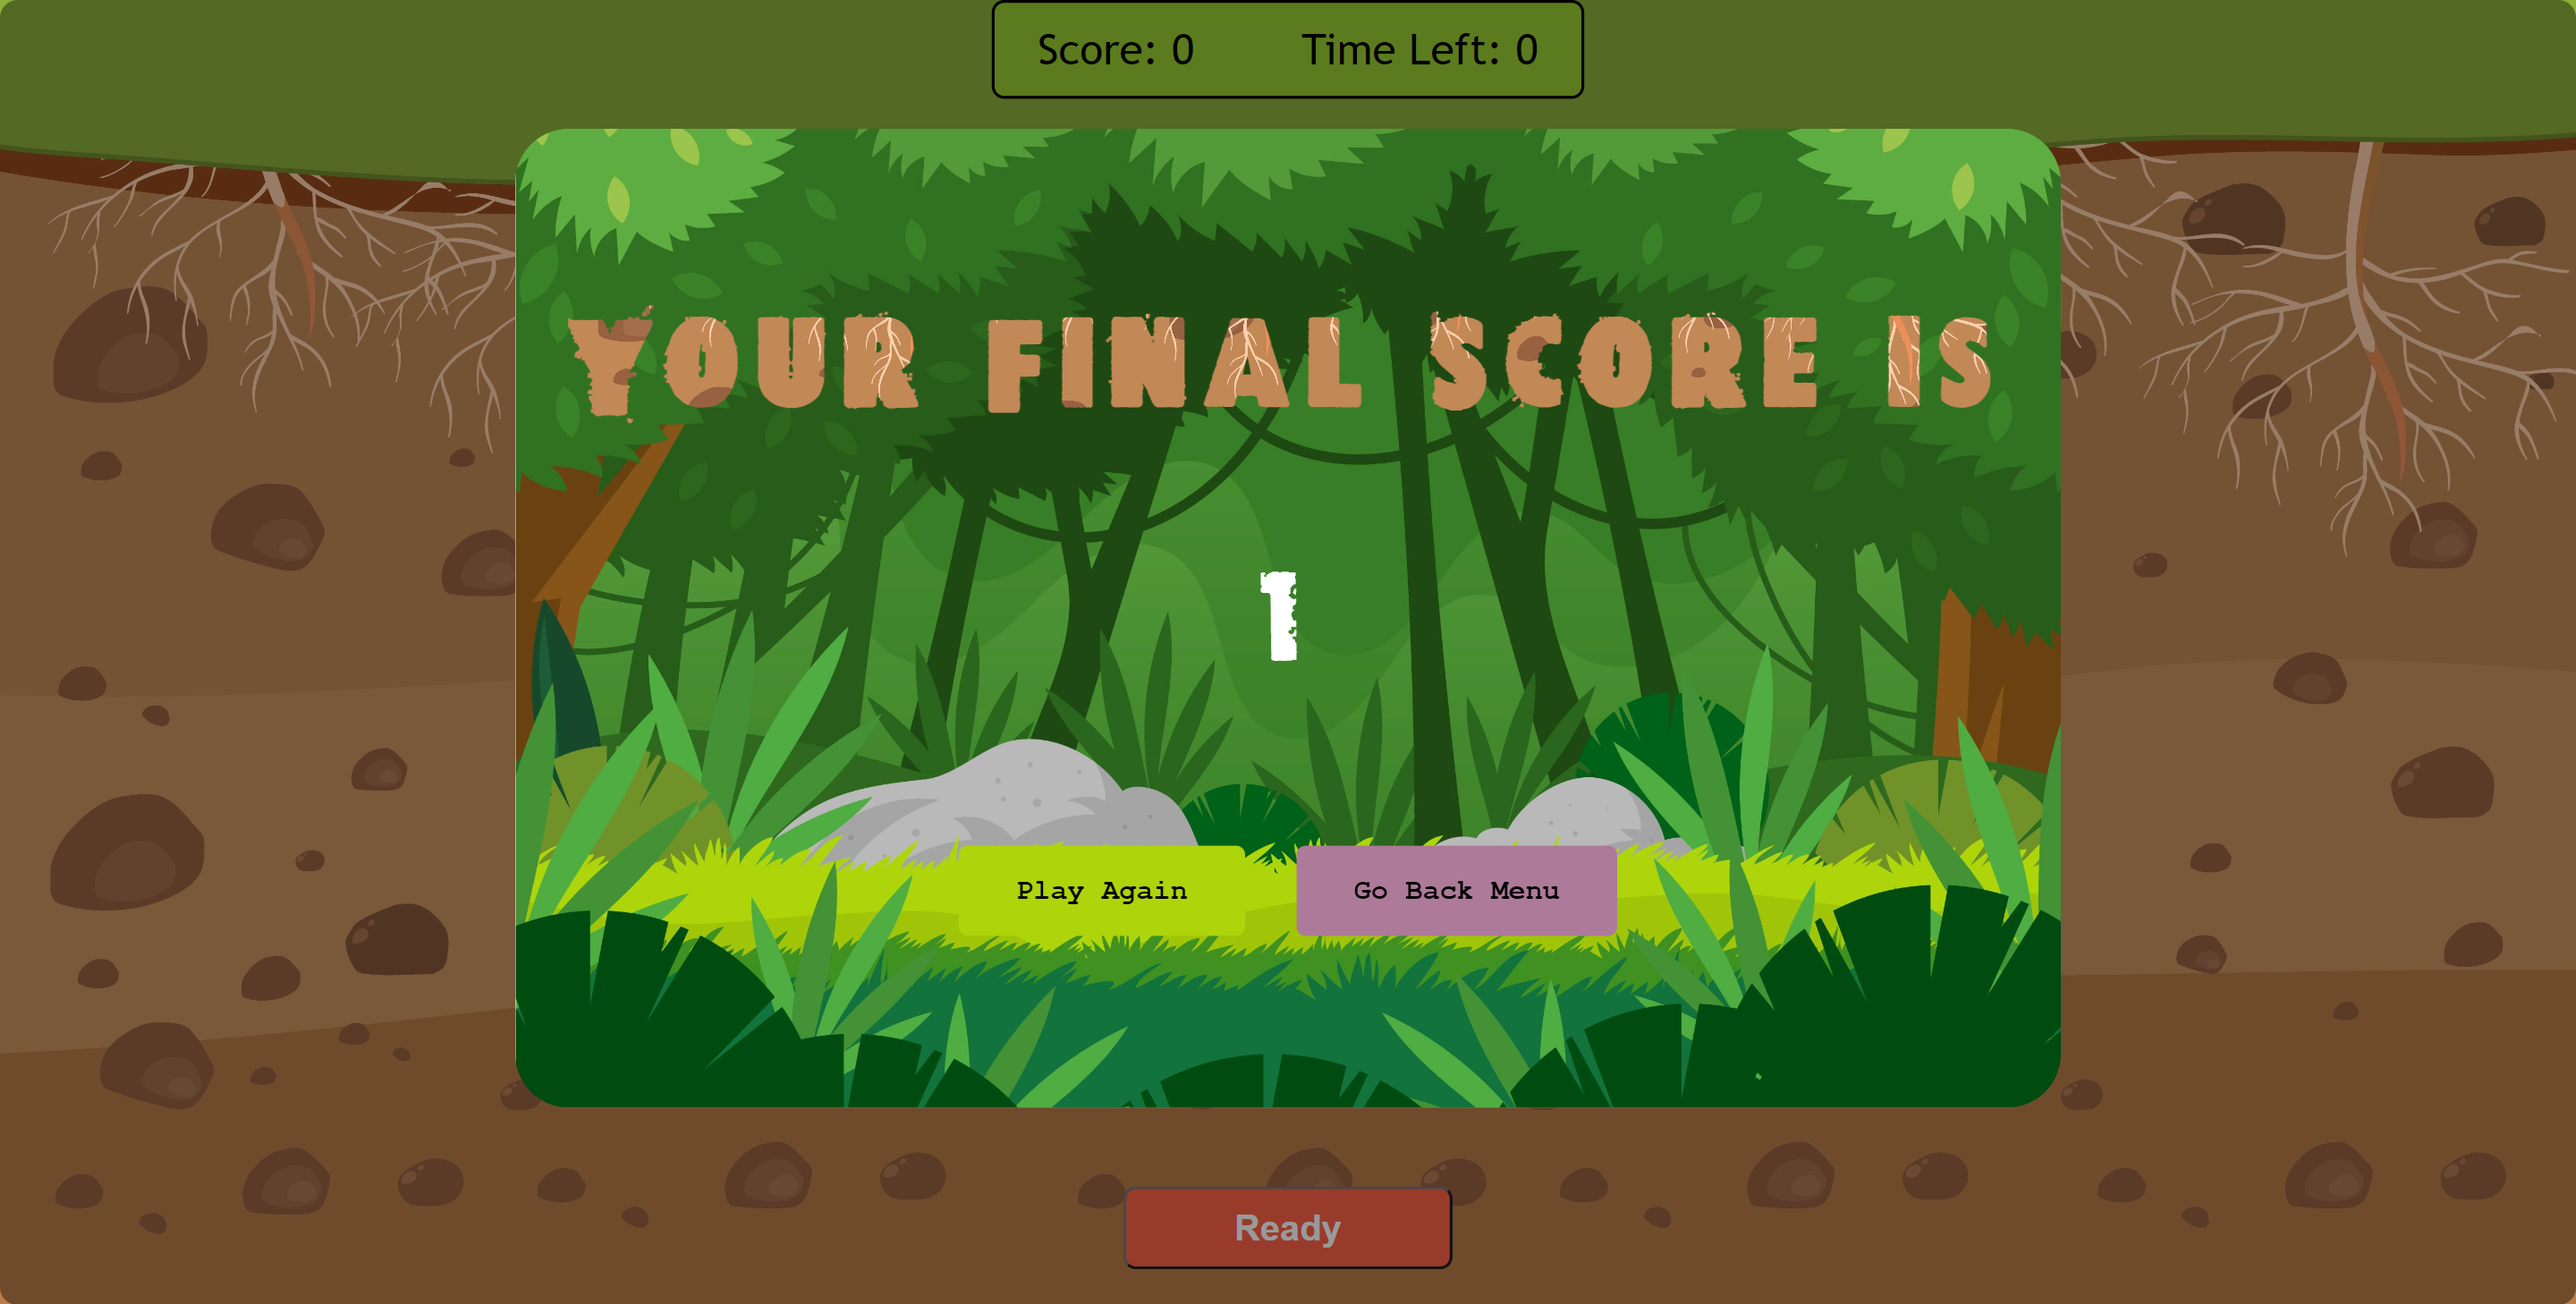 Score: 0 Time Left: 0
YOUR FINAL SCORE IS
1
Play Again Go Back Menu
Ready